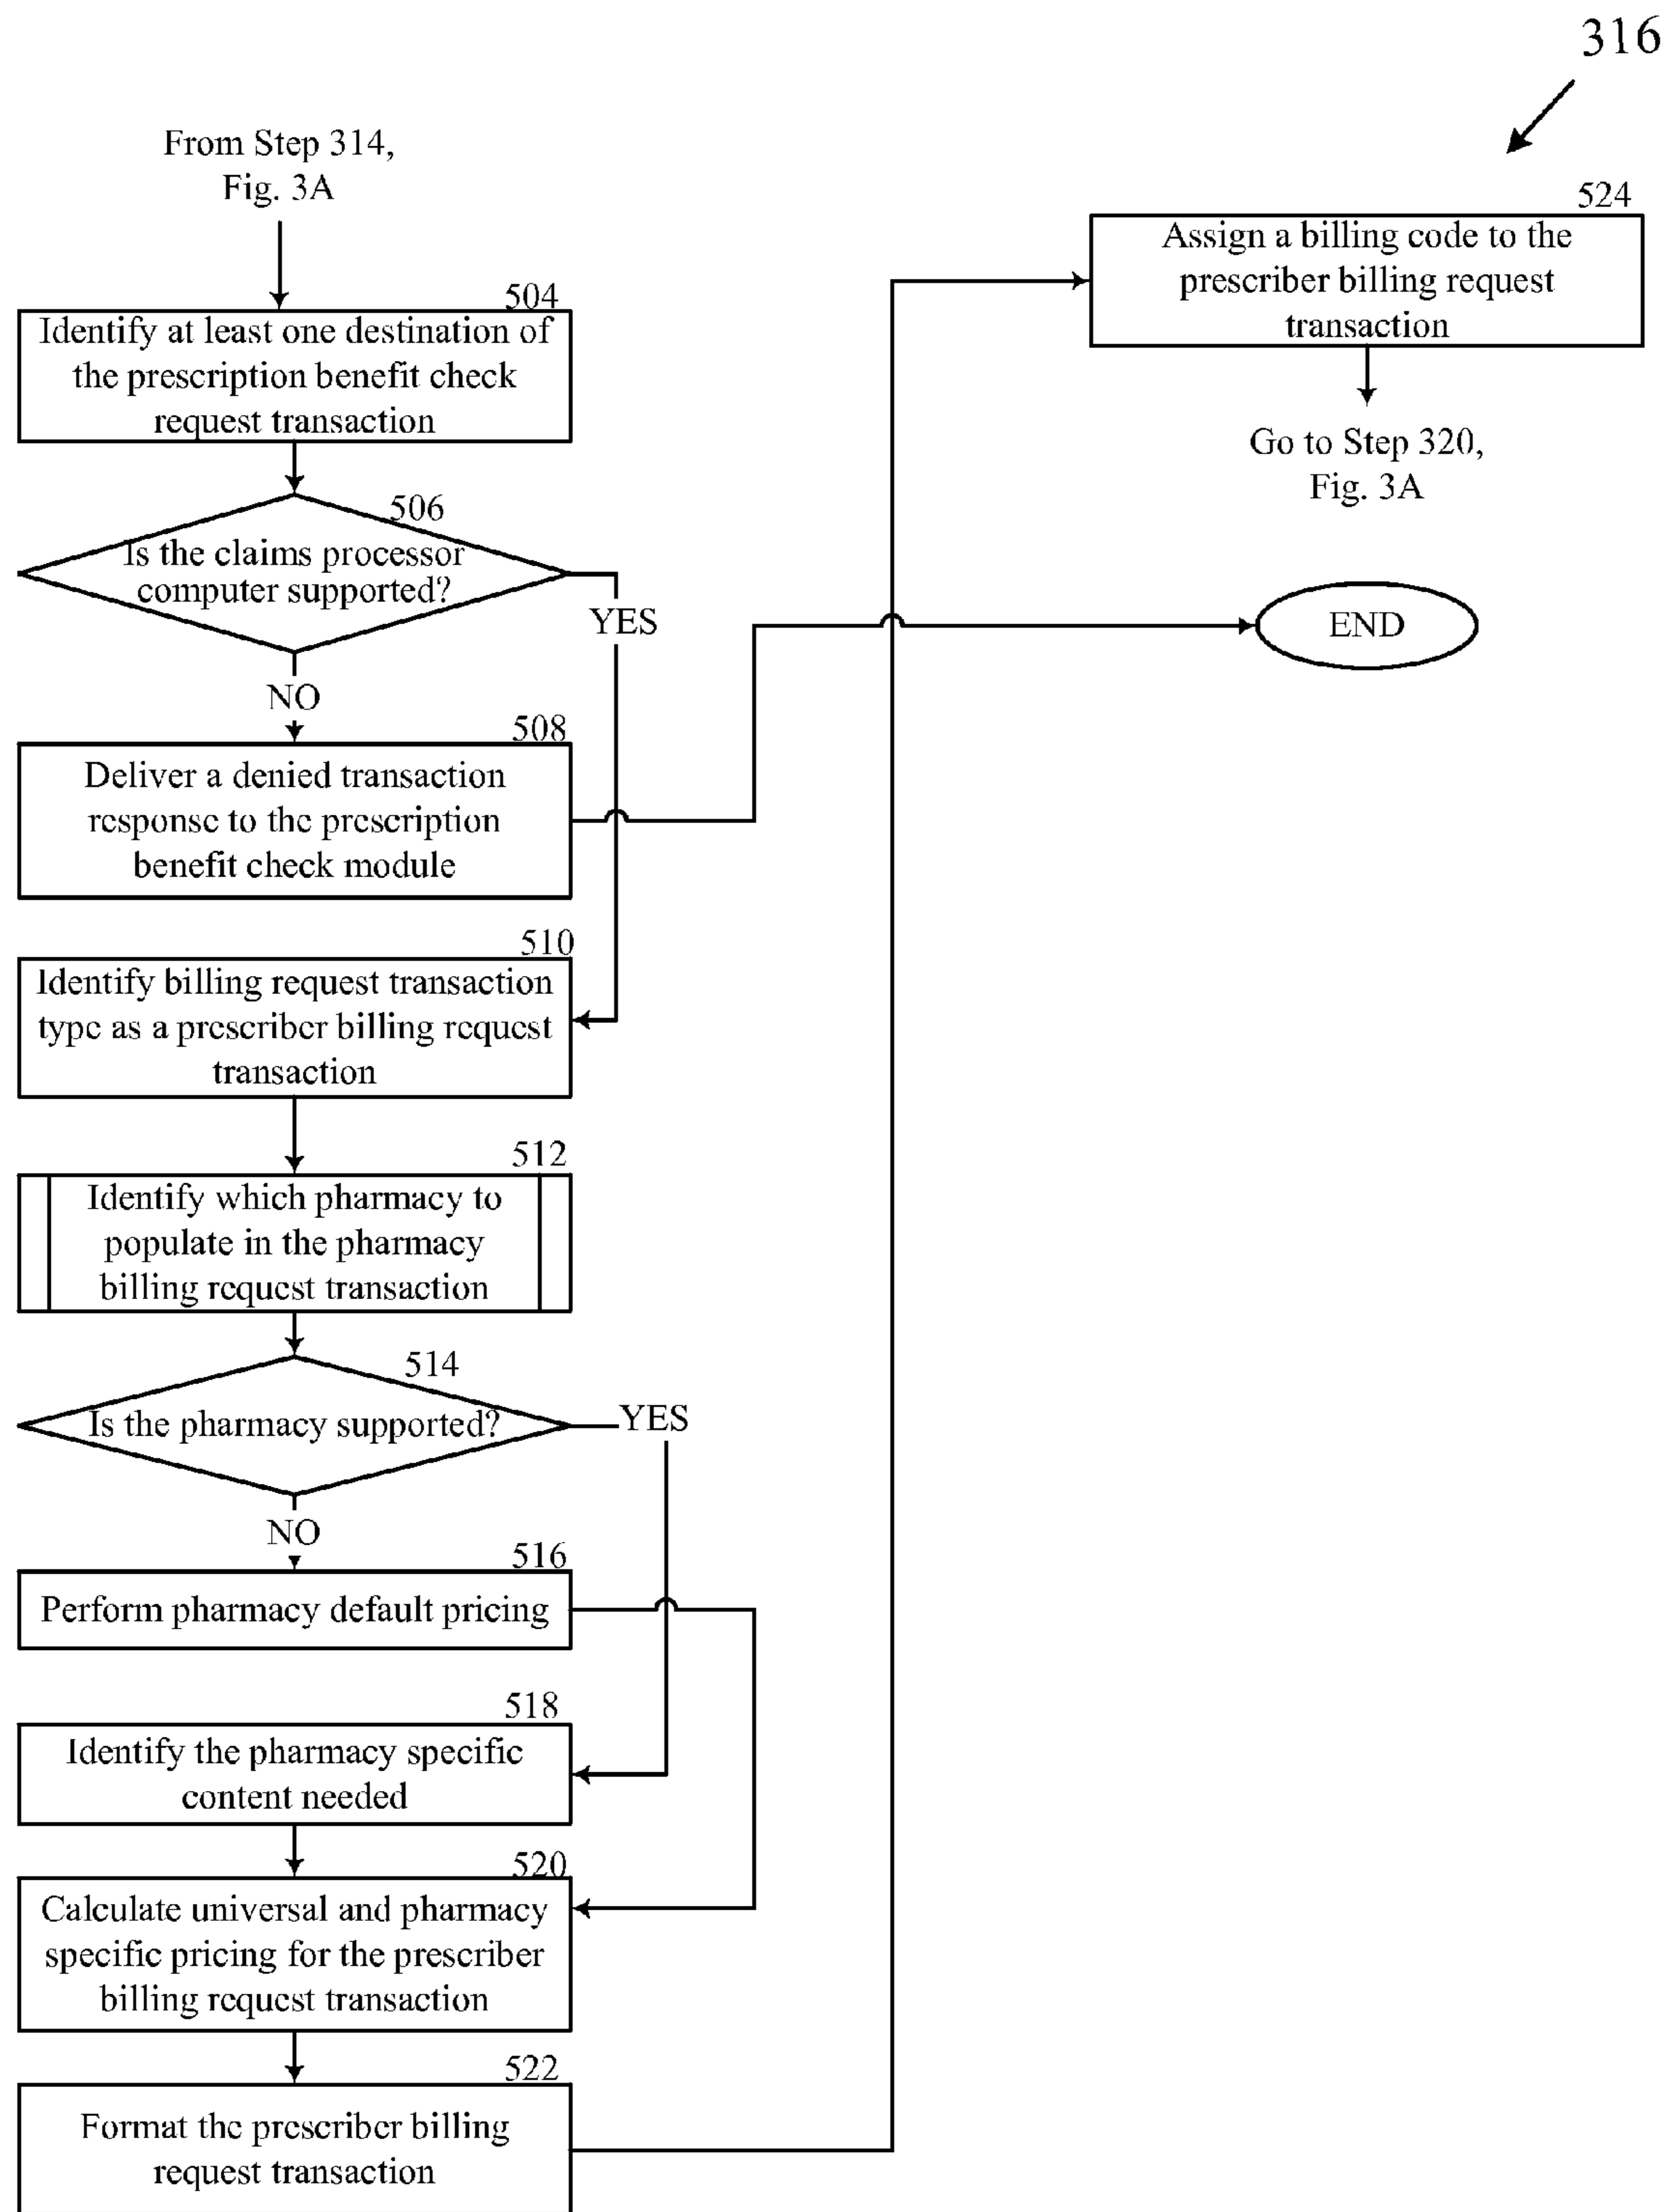 316
From Step 314,
Fig. 3A
504
Identify at least one destination of
the prescription benefit check
request transaction
506
Is the claims processor
computer supported?
YES
NO
508
Deliver a denied transaction
response to the prescription
benefit check module
510
Identify billing request transaction
type as a prescriber billing request
transaction
512
Identify which pharmacy to
populate in the pharmacy
billing request transaction
514
Is the pharmacy supported?
YES
NO
516
Perform pharmacy default pricing
518
Identify the pharmacy specific
content needed
520
Calculate universal and pharmacy
specific pricing for the prescriber
billing request transaction
522
Format the prescriber billing
request transaction
524
Assign a billing code to the
prescriber billing request
transaction
Go to Step 320,
Fig. 3A
END